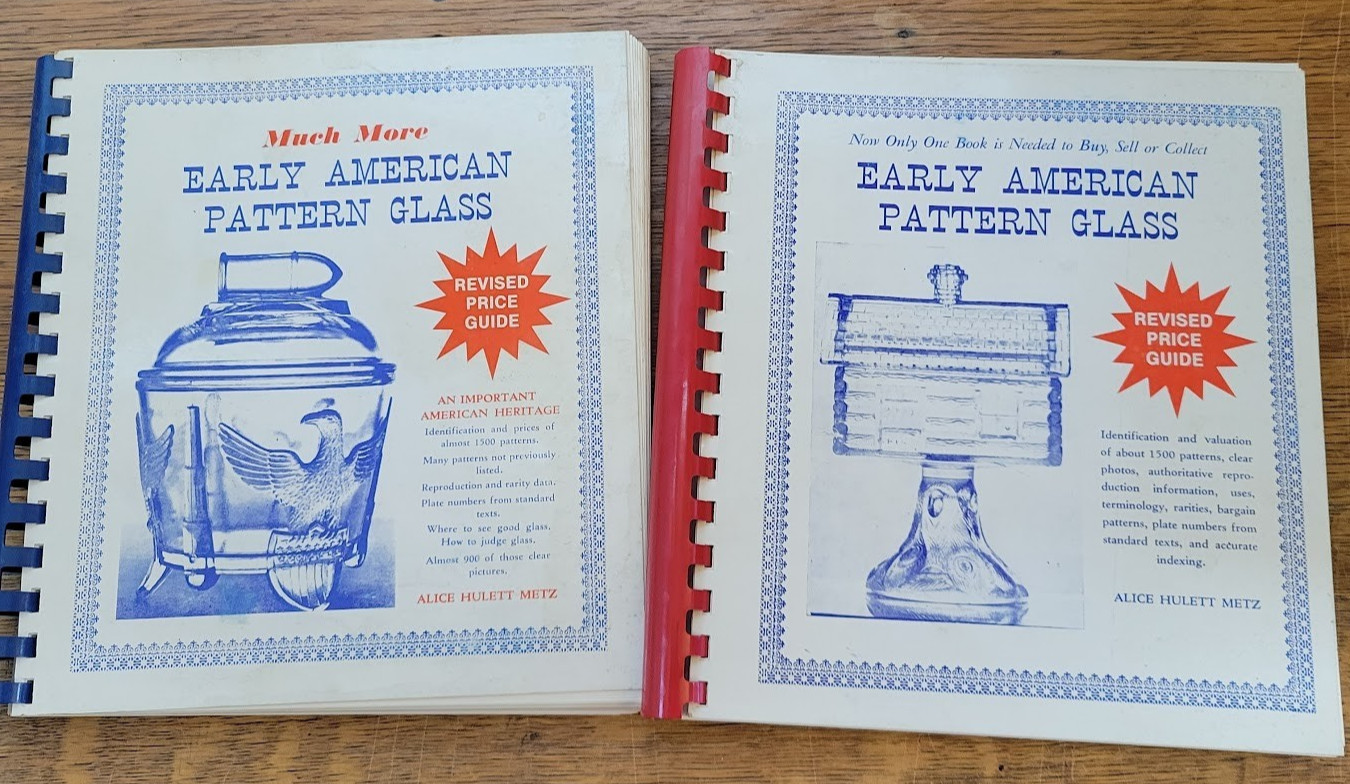 Much More
EARLY AMERICAN
PATTERN GLASS
REVISED
PRICE
GUIDE
AN IMPORTANT
AMERICAN HERITAGE
Identification and prices of
almost 1500 patterns.
Many patterns not previously
listed.
Reproduction and rarity data.
Plate numbers from standard
texts.
Where to see good glass.
How to judge glass.
Almost 900 of those clear
pictures.
ALICE HULETT METZ
Now Only One Book is Needed to Buy, Sell or Collect
EARLY AMERICAN
PATTERN GLASS
REVISED
PRICE
GUIDE
Identification and valuation
of about 1500 patterns, clear
photos, authoritative repro-
duction information, uses,
terminology, rarities, bargain
patterns, plate numbers from
standard texts, and accurate
indexing.
ALICE HULETT METZ